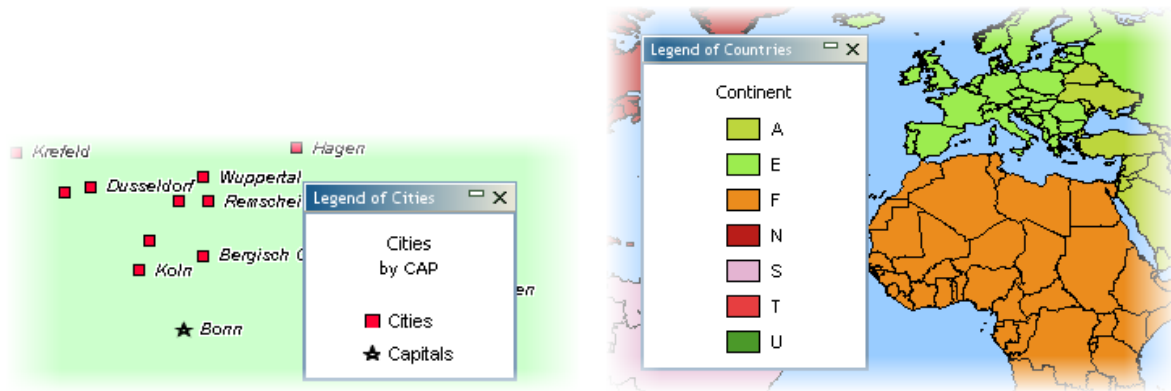 Krefeld
Hagen
Dusseldorf
Wuppertal
Remschei
Bergisch
Koln
Bonn
en
Legend of Cities
Cities
by CAP
Cities
Capitals
Legend of Countries
Continent
A
E
F
N
S
T
U